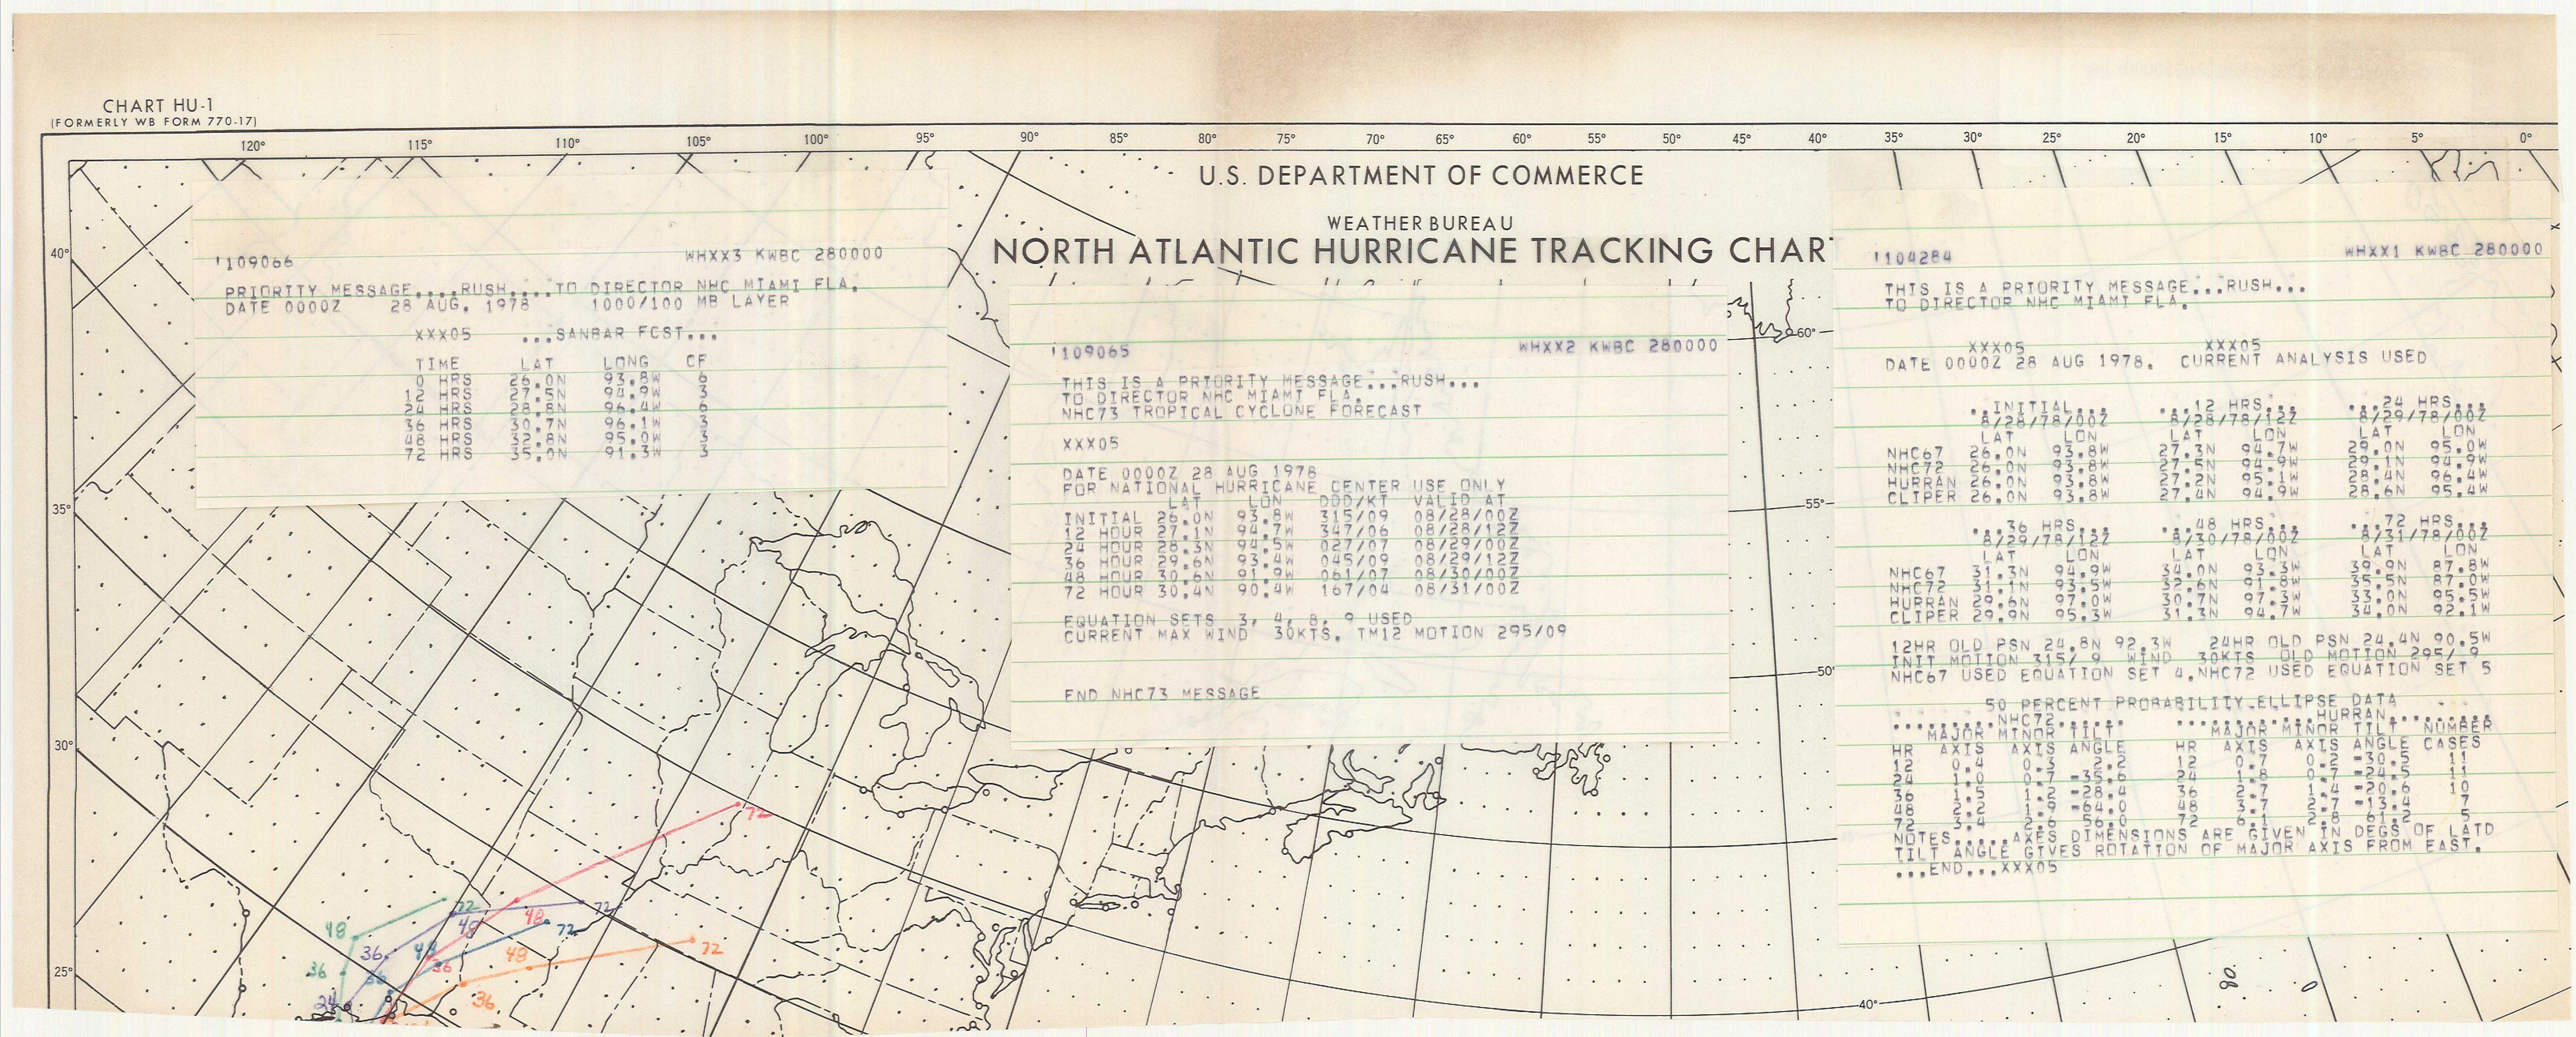 CHART HU-1
(FORMERLY WB FORM 770-17)
120° 115° 110° 105° 100° 95° 90° 85° 80° 75° 70° 65° 60° 55° 50° 45° 40° 35° 30° 25° 20° 15° 10° 5° 0°
U.S. DEPARTMENT OF COMMERCE
WEATHER BUREAU
NORTH ATLANTIC HURRICANE TRACKING CHART
40°
35°
30°
25°
'109066 WHXX3 KWBC 280000
PRIORITY MESSAGE....RUSH....TO DIRECTOR NHC MIAMI FLA.
DATE 0000Z 28 AUG. 1978 1000/100 MB LAYER
XXX05 ...SANBAR FCST...
TIME LAT LONG CF
0 HRS 26.0N 93.8W 6
12 HRS 27.5N 94.9W 3
24 HRS 28.8N 96.4W 6
36 HRS 30.7N 96.1W 3
48 HRS 32.8N 95.0W 3
72 HRS 35.0N 91.3W 3
'109065 WHXX2 KWBC 280000
THIS IS A PRIORITY MESSAGE...RUSH...
TO DIRECTOR NHC MIAMI FLA.
NHC73 TROPICAL CYCLONE FORECAST
XXX05
DATE 0000Z 28 AUG 1978
FOR NATIONAL HURRICANE CENTER USE ONLY
LAT LON DDD/KT VALID AT
INITIAL 26.0N 93.8W 315/09 08/28/00Z
12 HOUR 27.1N 94.7W 347/06 08/28/12Z
24 HOUR 28.3N 94.5W 027/07 08/29/00Z
36 HOUR 29.6N 93.4W 045/09 08/29/12Z
48 HOUR 30.6N 91.9W 061/07 08/30/00Z
72 HOUR 30.4N 90.4W 167/04 08/31/00Z
EQUATION SETS 3, 4, 8, 9 USED
CURRENT MAX WIND 30KTS. TM12 MOTION 295/09
END NHC73 MESSAGE
'104284 WHXX1 KWBC 280000
THIS IS A PRIORITY MESSAGE...RUSH...
TO DIRECTOR NHC MIAMI FLA.
XXX05 XXX05
DATE 0000Z 28 AUG 1978. CURRENT ANALYSIS USED
..INITIAL... ...12 HRS... ...24 HRS...
8/28/78/00Z 8/28/78/12Z 8/29/78/00Z
LAT LON LAT LON LAT LON
NHC67 26.0N 93.8W 27.3N 94.7W 29.0N 95.0W
NHC72 26.0N 93.8W 27.5N 94.9W 29.1N 94.9W
HURRAN 26.0N 93.8W 27.2N 95.1W 28.4N 96.4W
CLIPER 26.0N 93.8W 27.4N 94.9W 28.6N 95.4W
...36 HRS... ...48 HRS... ...72 HRS...
8/29/78/12Z 8/30/78/00Z 8/31/78/00Z
LAT LON LAT LON LAT LON
NHC67 31.3N 94.9W 34.0N 93.3W 39.9N 87.8W
NHC72 31.1N 93.5W 32.6N 91.8W 35.5N 87.0W
HURRAN 29.6N 97.0W 30.7N 97.3W 33.0N 95.5W
CLIPER 29.9N 95.3W 31.3N 94.7W 34.0N 92.1W
12HR OLD PSN 24.8N 92.3W 24HR OLD PSN 24.4N 90.5W
INIT MOTION 315/ 9 WIND 30KTS OLD MOTION 295/ 9
NHC67 USED EQUATION SET 4.NHC72 USED EQUATION SET 5
50 PERCENT PROBABILITY ELLIPSE DATA
.........NHC72...... ............HURRAN..........
MAJOR MINOR TILT MAJOR MINOR TILT NUMBER
HR AXIS AXIS ANGLE HR AXIS AXIS ANGLE CASES
12 0.4 0.3 2.2 12 0.7 0.2 -30.5 11
24 1.0 0.7 -35.6 24 1.8 0.7 -24.5 11
36 1.5 1.2 -28.4 36 2.7 1.4 -20.6 10
48 2.2 1.9 -64.0 48 3.7 2.7 -13.4 7
72 3.4 2.6 56.0 72 6.1 2.8 61.2 5
NOTES.....AXES DIMENSIONS ARE GIVEN IN DEGS OF LATD
TILT ANGLE GIVES ROTATION OF MAJOR AXIS FROM EAST.
...END...XXX05
60°
55°
50°
40°
72
72
48
48
72
48
72
36
48
48
72
36
36
36
36
24